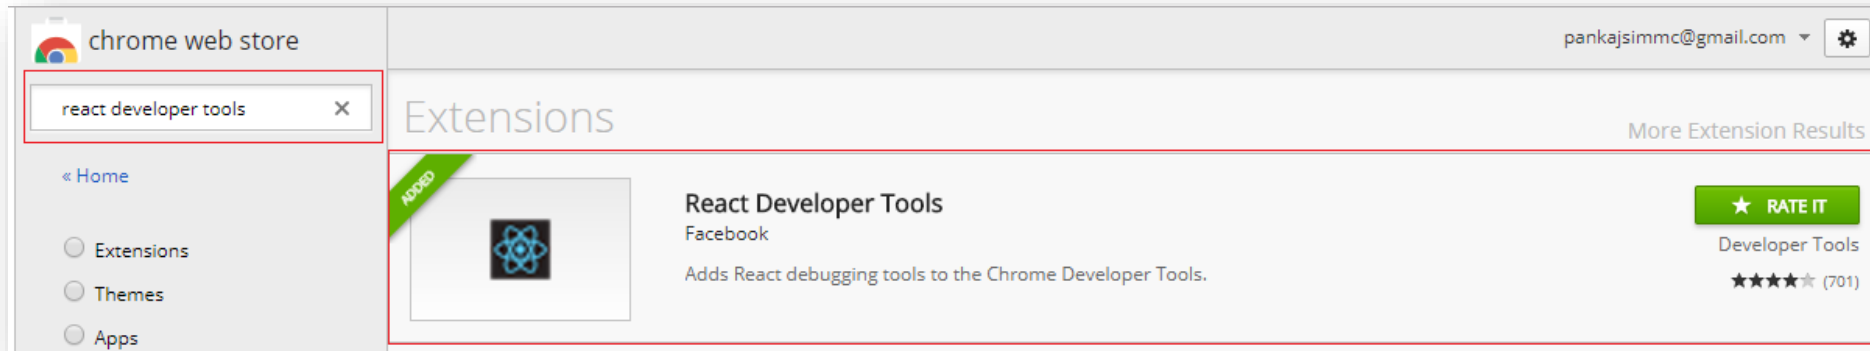 chrome web store
pankajsimmc@gmail.com
react developer tools
« Home
Extensions
Themes
Apps
Extensions
More Extension Results
ADDED
React Developer Tools
Facebook
Adds React debugging tools to the Chrome Developer Tools.
RATE IT
Developer Tools
(701)